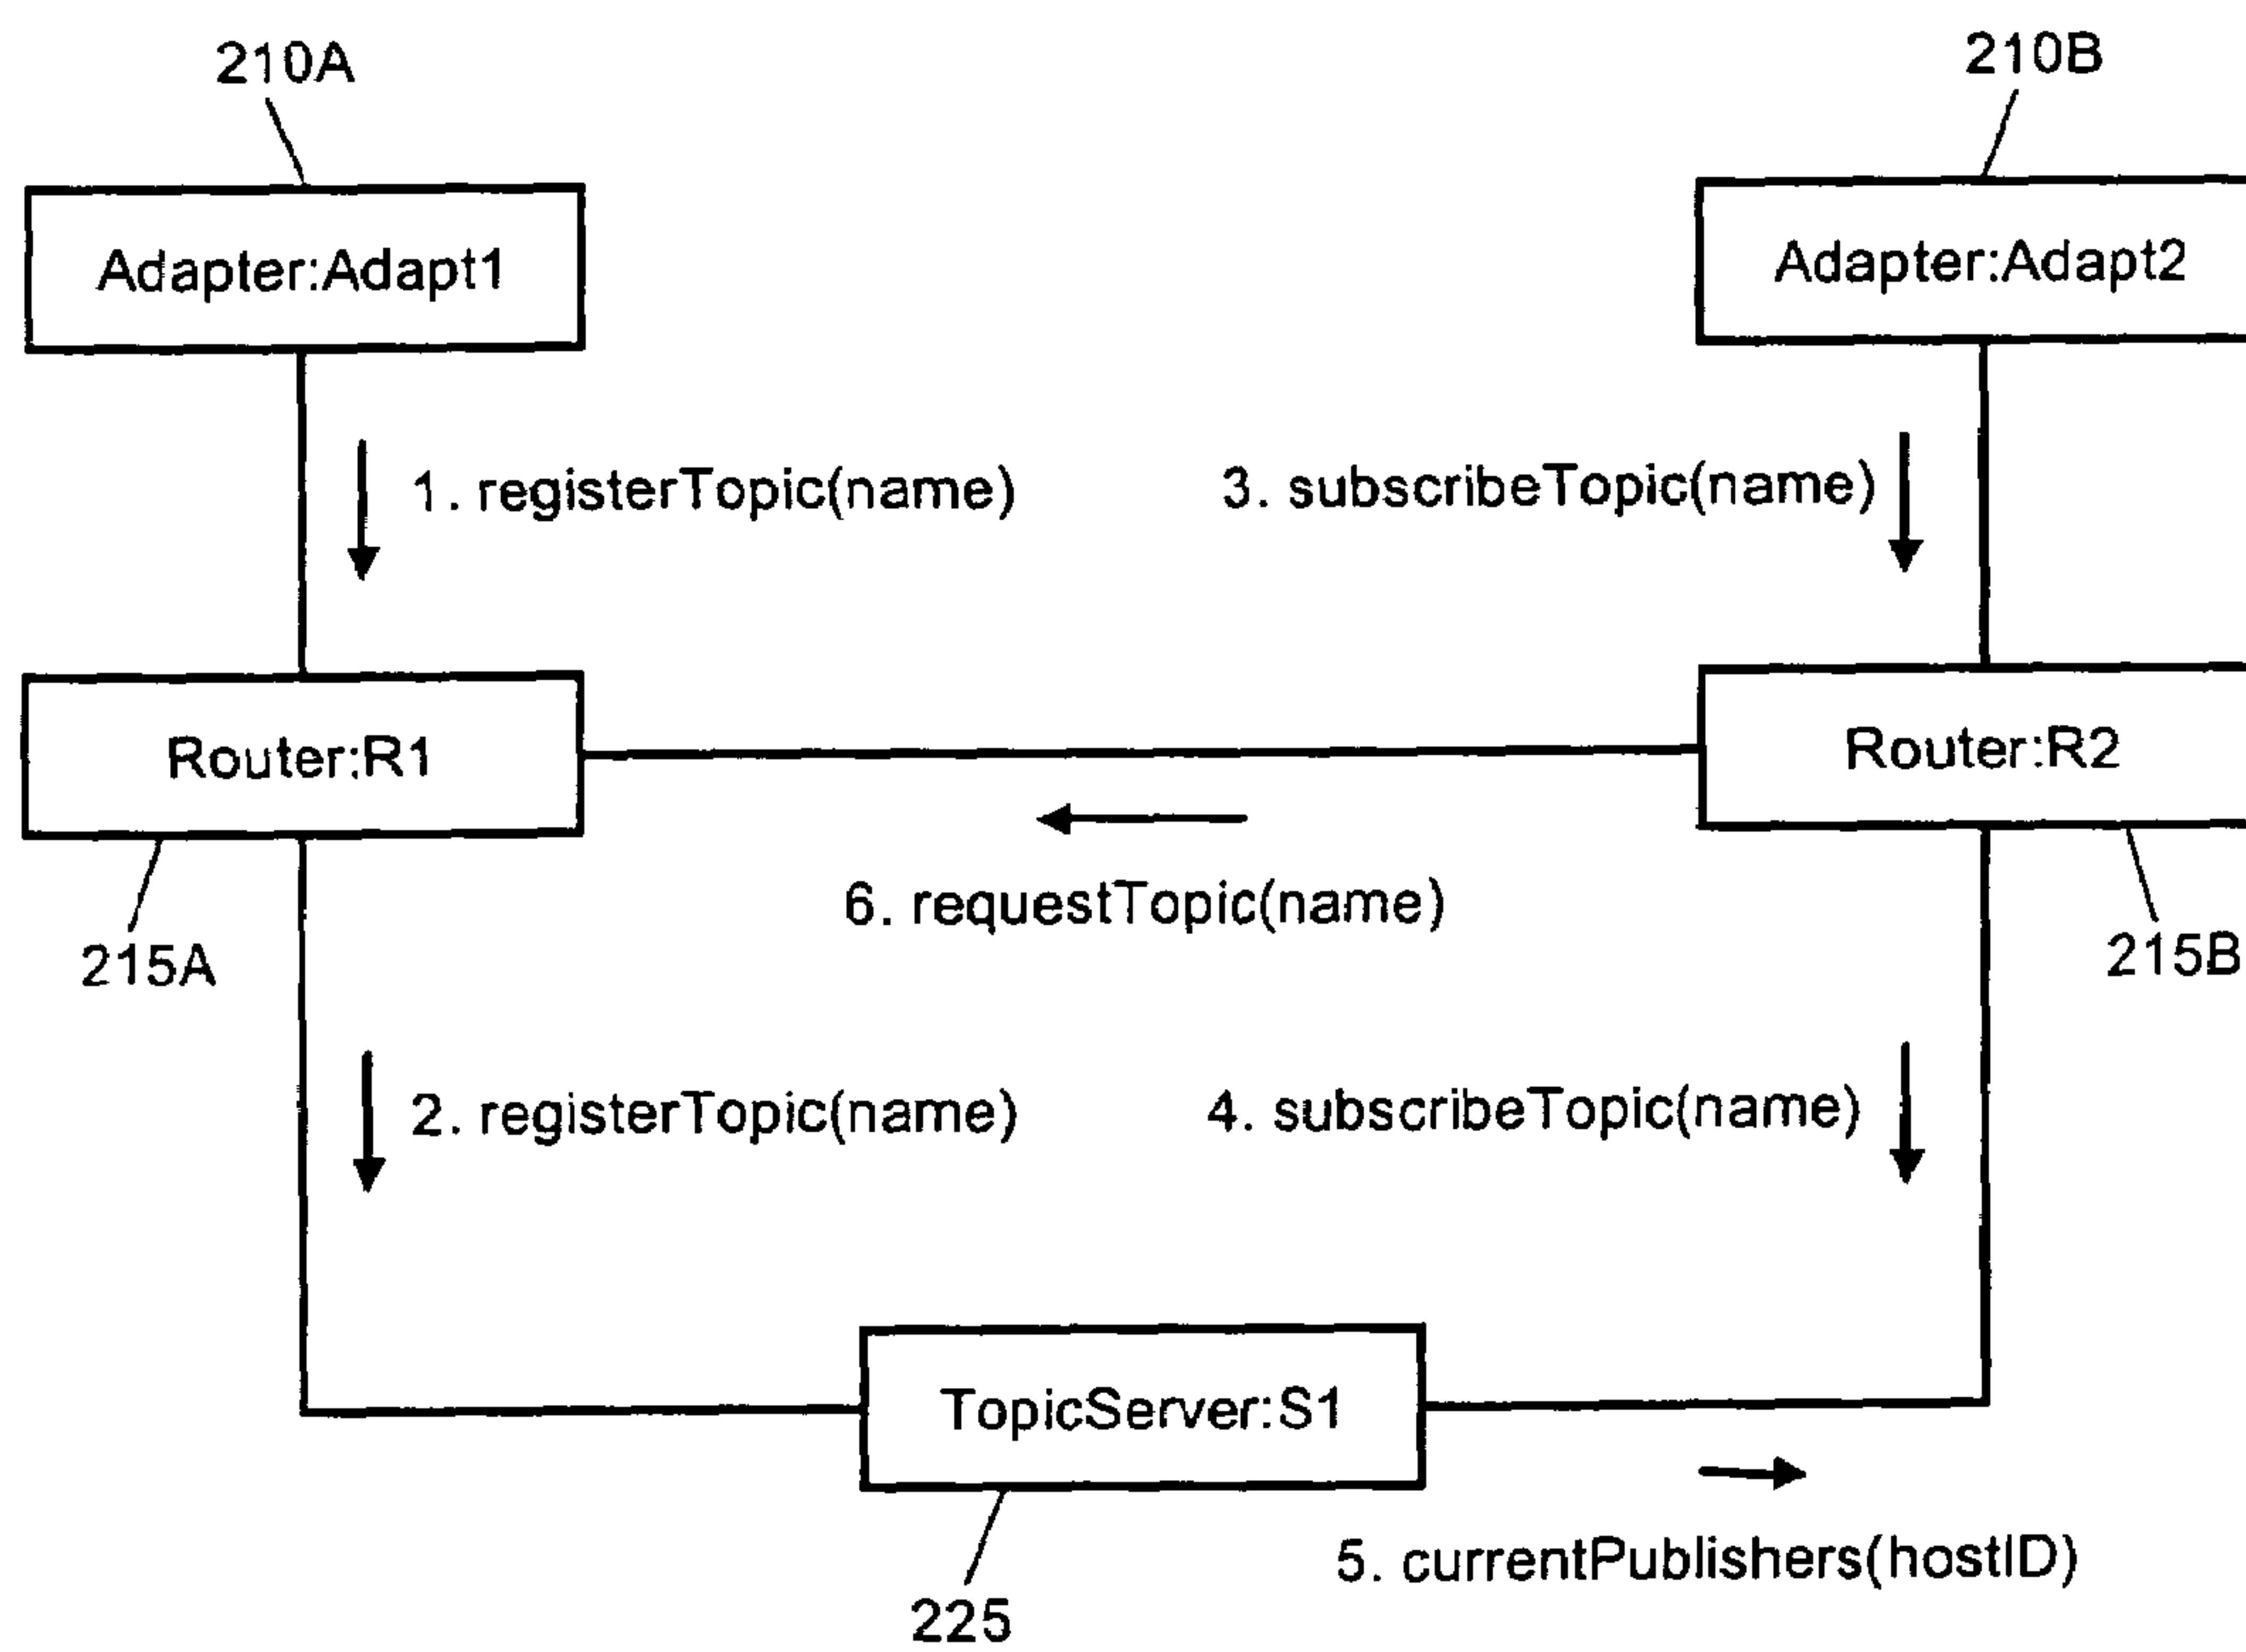 210A
210B
Adapter:Adapt1
Adapter:Adapt2
1. registerTopic(name)
3. subscribeTopic(name)
Router:R1
Router:R2
6. requestTopic(name)
215A
215B
2. registerTopic(name)
4. subscribeTopic(name)
TopicServer:S1
5. currentPublishers(hostID)
225